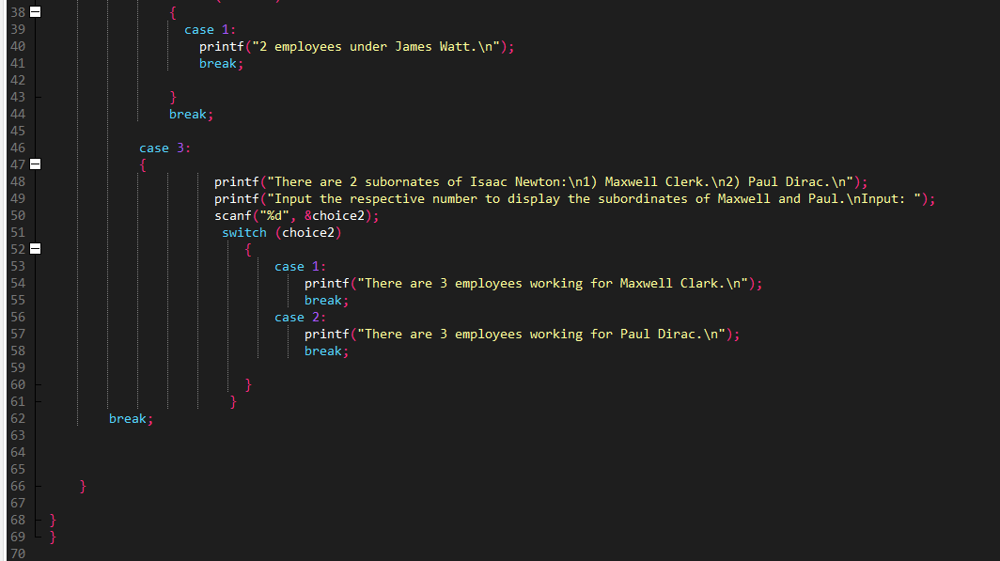 38 {
39 case 1:
40 printf("2 employees under James Watt.\n");
41 break;
42
43 }
44 break;
45
46 case 3:
47 {
48 printf("There are 2 subornates of Isaac Newton:\n1) Maxwell Clerk.\n2) Paul Dirac.\n");
49 printf("Input the respective number to display the subordinates of Maxwell and Paul.\nInput: ");
50 scanf("%d", &choice2);
51 switch (choice2)
52 {
53 case 1:
54 printf("There are 3 employees working for Maxwell Clark.\n");
55 break;
56 case 2:
57 printf("There are 3 employees working for Paul Dirac.\n");
58 break;
59
60 }
61 }
62 break;
63
64
65
66 }
67
68 }
69 }
70